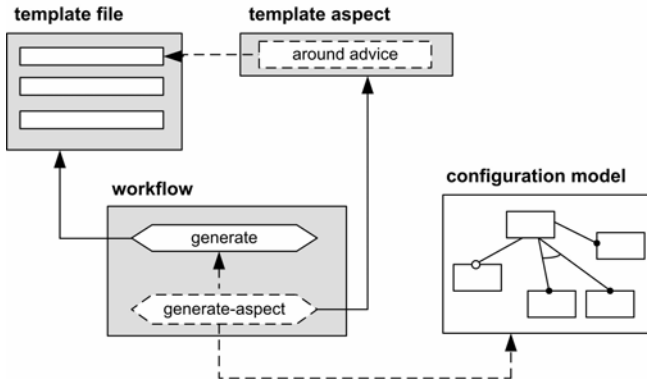 template file
template aspect
around advice
workflow
configuration model
generate
generate-aspect